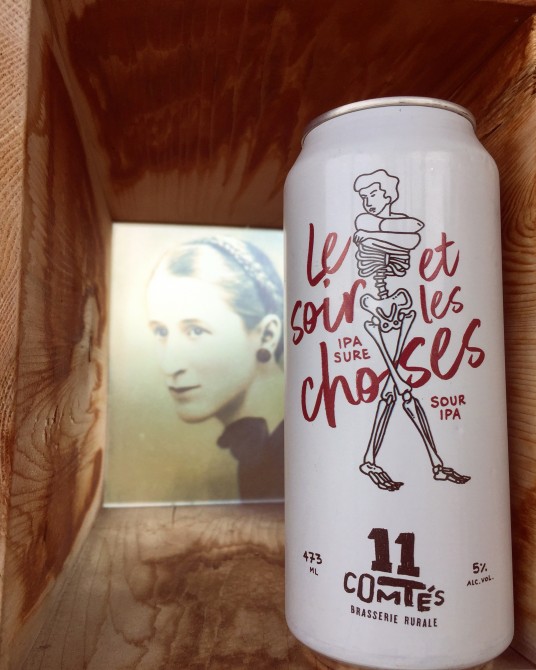 Le et
soir les
choses
IPA
SURE
SOUR
IPA
473
ML
11
COMTÉS
BRASSERIE RURALE
5%
ALC. VOL.